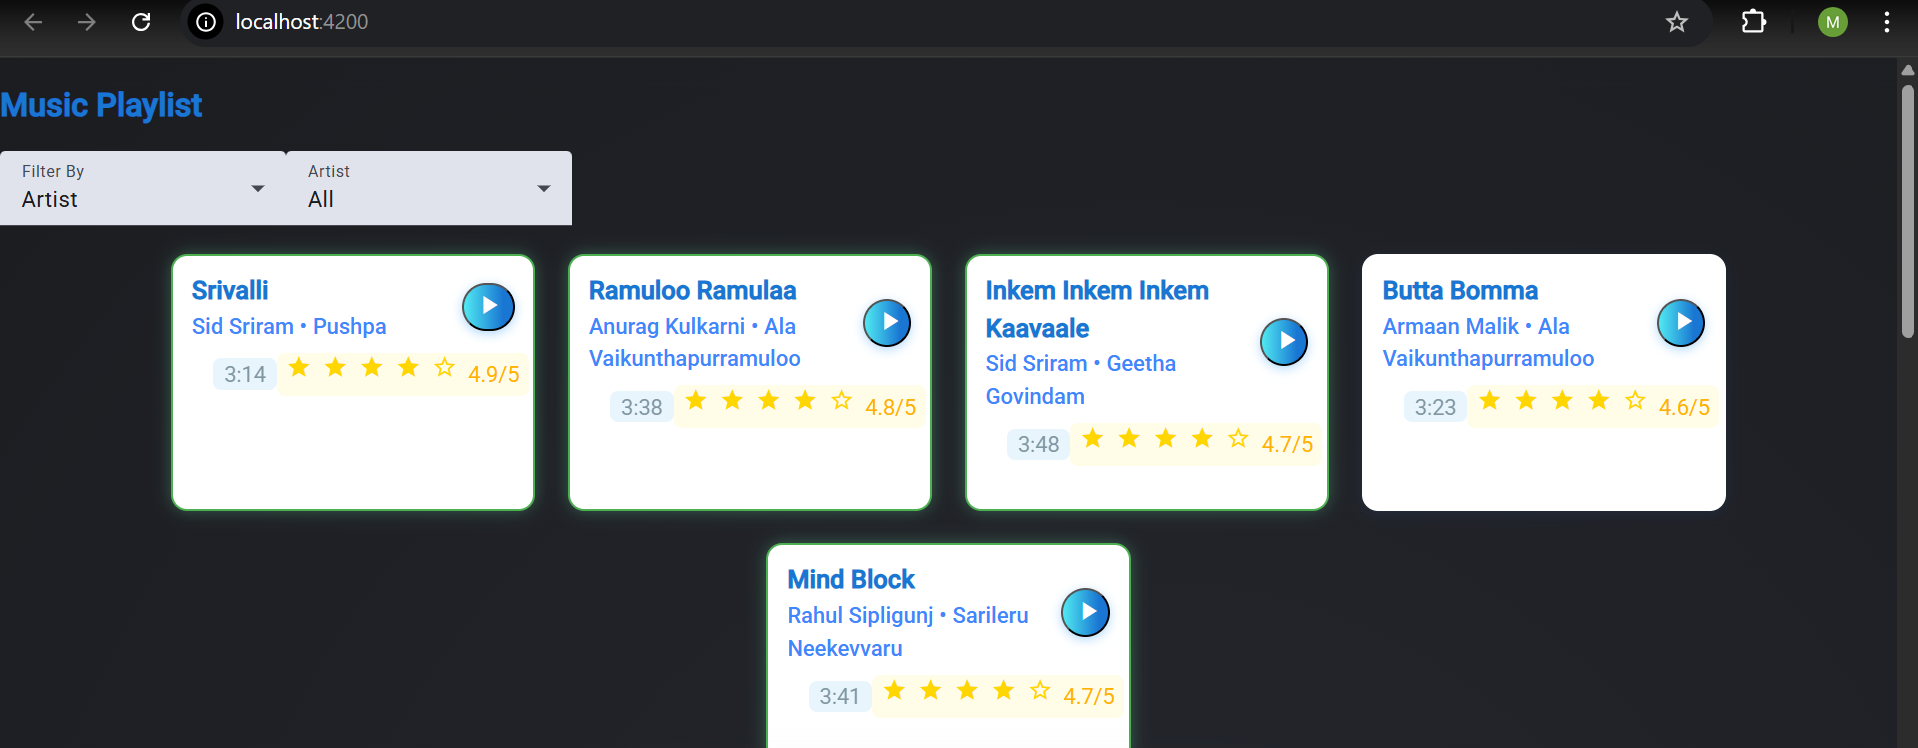 localhost:4200
M
Music Playlist
Filter By
Artist
Artist
All
Srivalli
Sid Sriram • Pushpa
3:14
4.9/5
Ramuloo Ramulaa
Anurag Kulkarni • Ala
Vaikunthapurramuloo
3:38
4.8/5
Inkem Inkem Inkem
Kaavaale
Sid Sriram • Geetha
Govindam
3:48
4.7/5
Butta Bomma
Armaan Malik • Ala
Vaikunthapurramuloo
3:23
4.6/5
Mind Block
Rahul Sipligunj • Sarileru
Neekevvaru
3:41
4.7/5